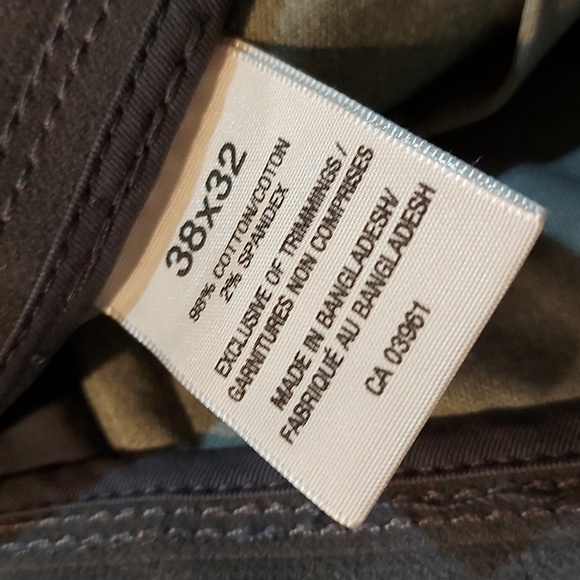 38x32
98% COTTON/COTON
2% SPANDEX
EXCLUSIVE OF TRIMMINGS /
GARNITURES NON COMPRISES
MADE IN BANGLADESH/
FABRIQUÉ AU BANGLADESH
CA 03961